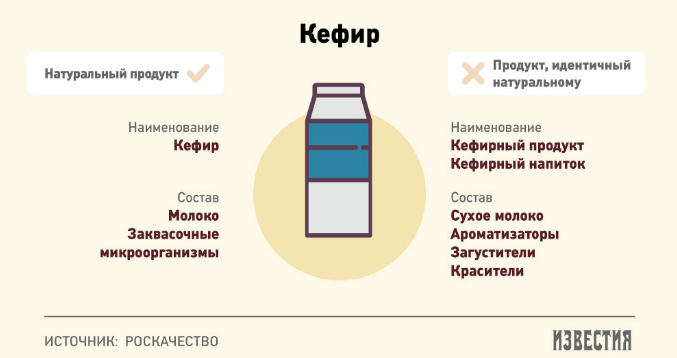 Кефир
Натуральный продукт
Наименование
Кефир
Состав
Молоко
Заквасочные
микроорганизмы
Продукт, идентичный
натуральному
Наименование
Кефирный продукт
Кефирный напиток
Состав
Сухое молоко
Ароматизаторы
Загустители
Красители
ИСТОЧНИК: РОСКАЧЕСТВО
ИЗВЕСТИЯ